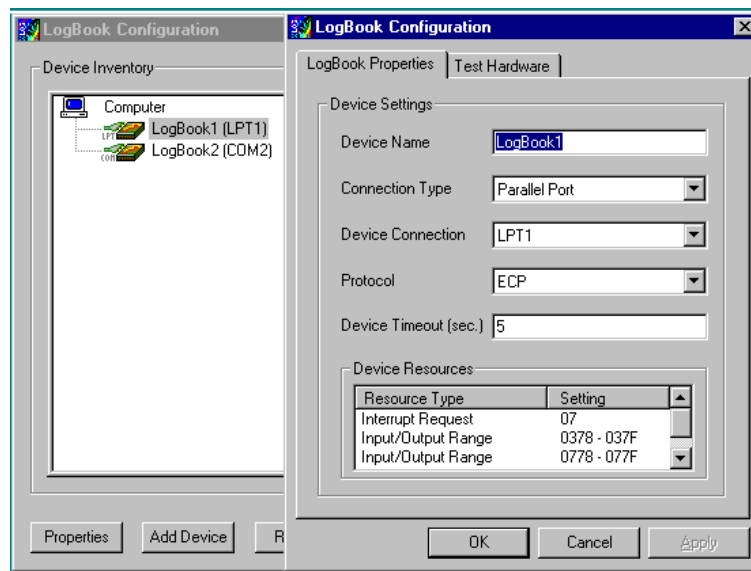 LogBook Configuration
Device Inventory
Computer
LPT
LogBook1 (LPT1)
COM
LogBook2 (COM2)
Properties
Add Device
R
LogBook Configuration
LogBook Properties
Test Hardware
Device Settings
Device Name
LogBook1
Connection Type
Parallel Port
Device Connection
LPT1
Protocol
ECP
Device Timeout (sec.)
5
Device Resources
Resource Type Setting
Interrupt Request 07
Input/Output Range 0378 - 037F
Input/Output Range 0778 - 077F
OK
Cancel
Apply